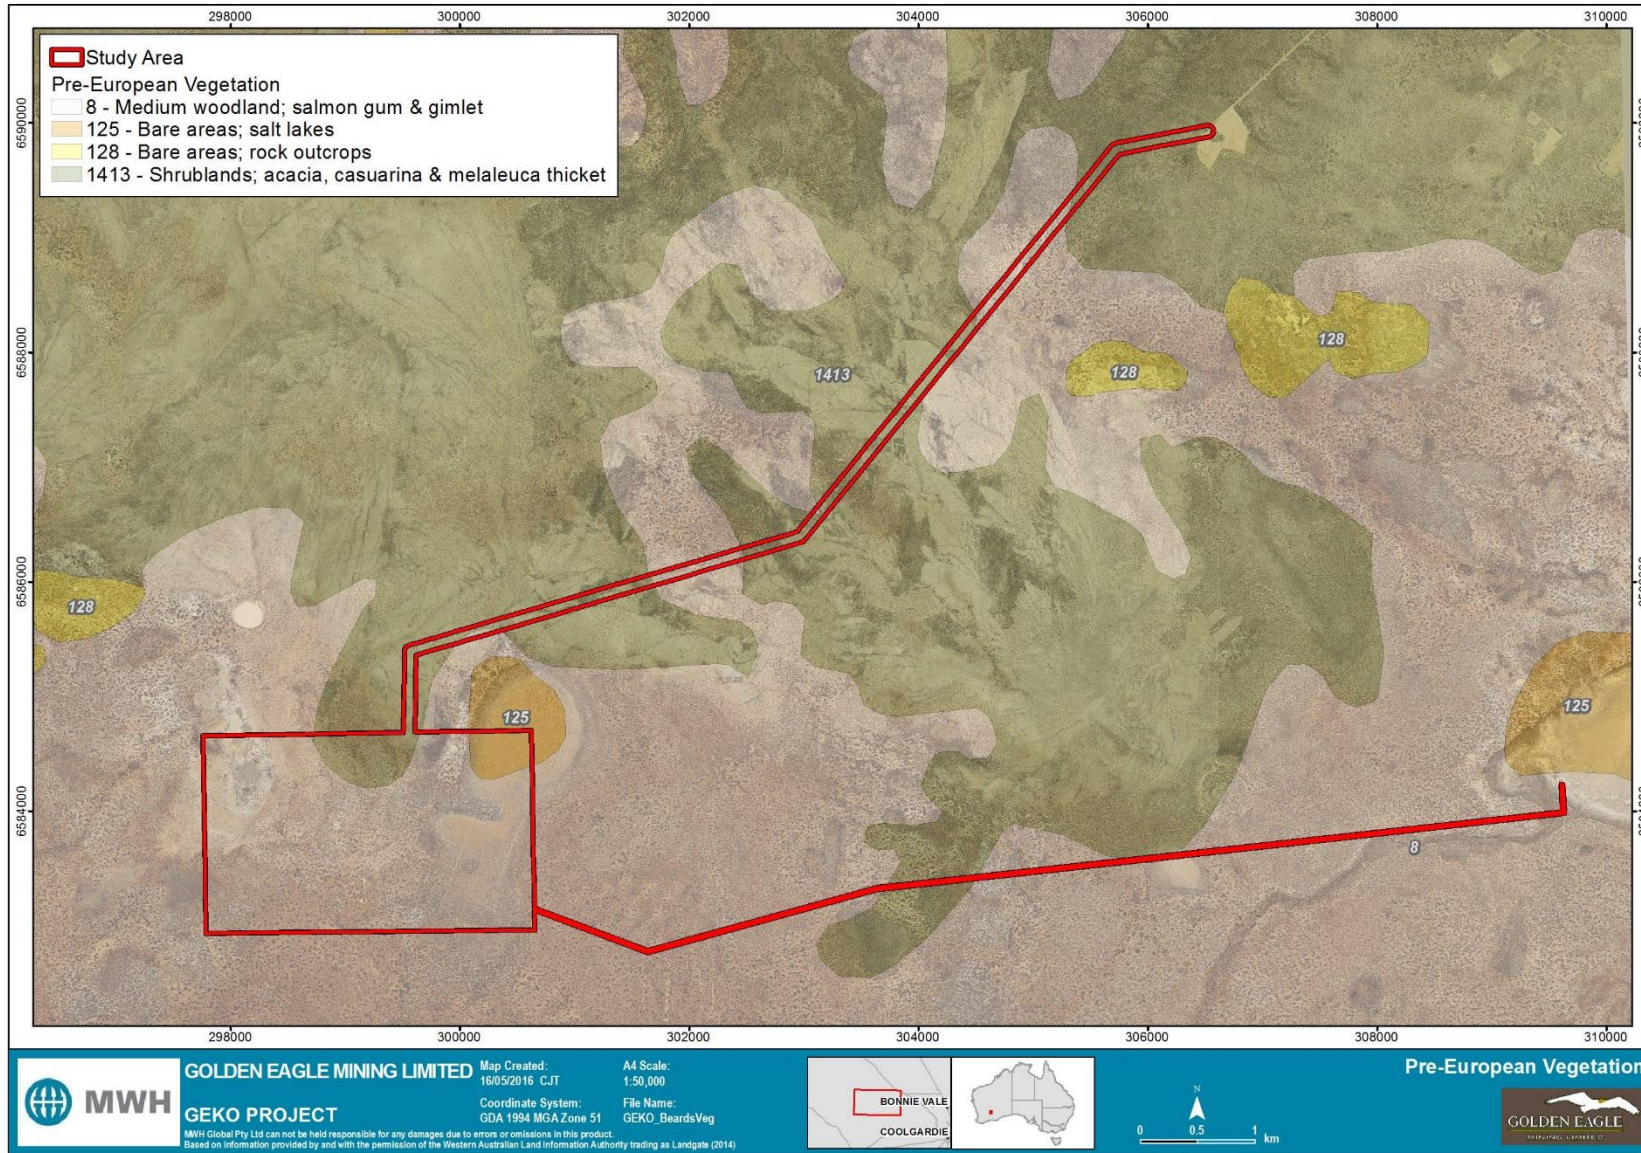 298000 300000 302000 304000 306000 308000 310000
Study Area
Pre-European Vegetation
8 - Medium woodland; salmon gum & gimlet
125 - Bare areas; salt lakes
128 - Bare areas; rock outcrops
1413 - Shrublands; acacia, casuarina & melaleuca thicket
6590000
6588000
6586000
6584000
128
128
1413
128
125
125
8
298000 300000 302000 304000 306000 308000 310000
MWH
GOLDEN EAGLE MINING LIMITED
GEKO PROJECT
Map Created:
16/05/2016 CJT
A4 Scale:
1:50,000
Coordinate System:
GDA 1994 MGA Zone 51
File Name:
GEKO_BeardsVeg
MWH Global Pty Ltd can not be held responsible for any damages due to errors or omissions in this product.
Based on information provided by and with the permission of the Western Australian Land Information Authority trading as Landgate (2014)
BONNIE VALE
COOLGARDIE
N
0 0.5 1
km
Pre-European Vegetation
GOLDEN EAGLE
MINING LIMITED